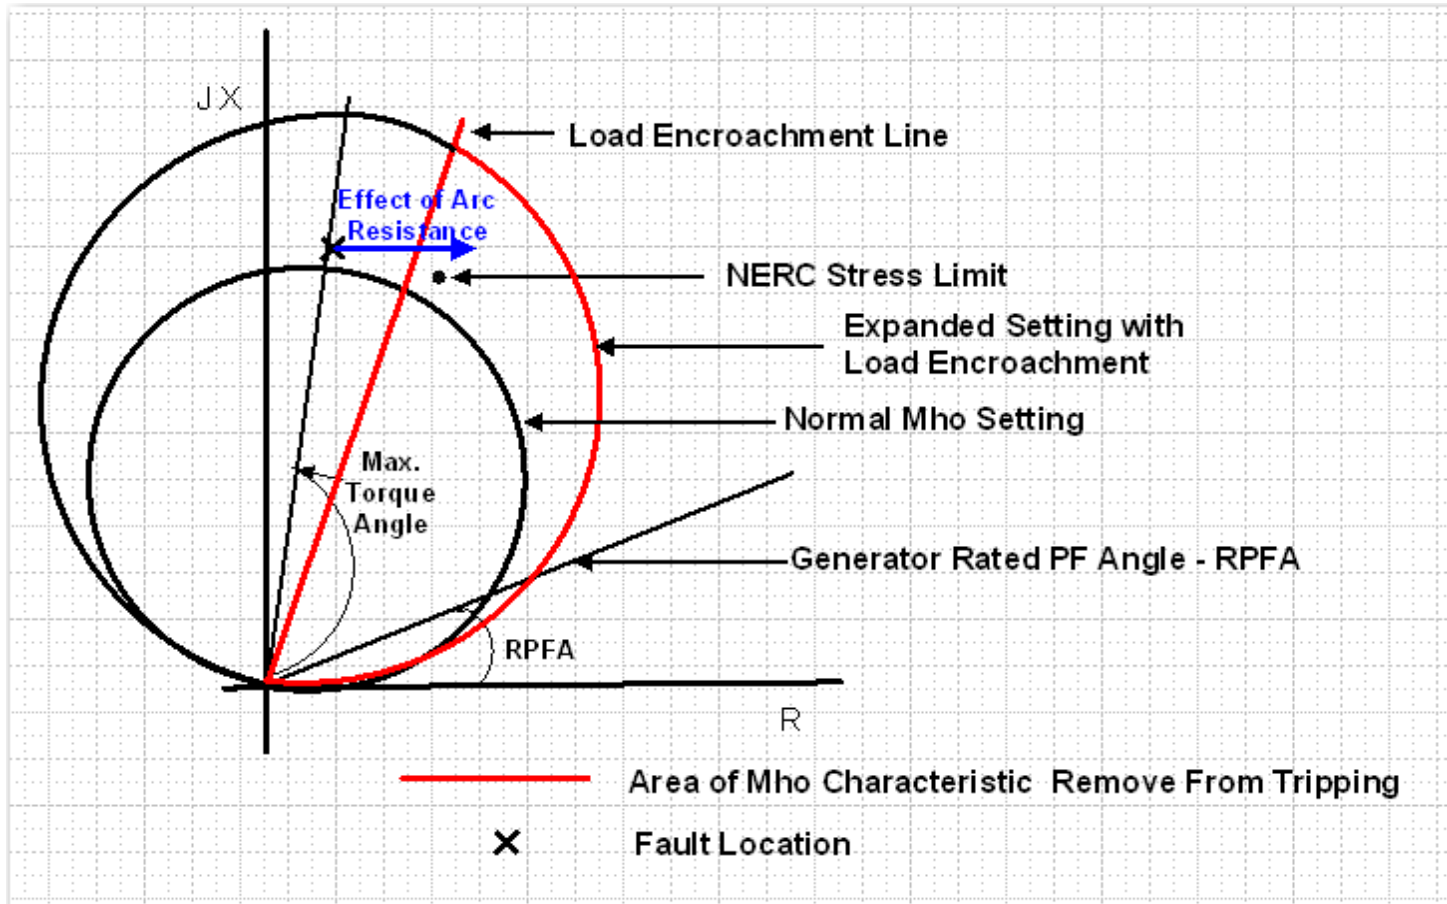 JX
Load Encroachment Line
Effect of Arc
Resistance
NERC Stress Limit
Expanded Setting with
Load Encroachment
Normal Mho Setting
Max.
Torque
Angle
Generator Rated PF Angle - RPFA
RPFA
R
Area of Mho Characteristic Remove From Tripping
Fault Location